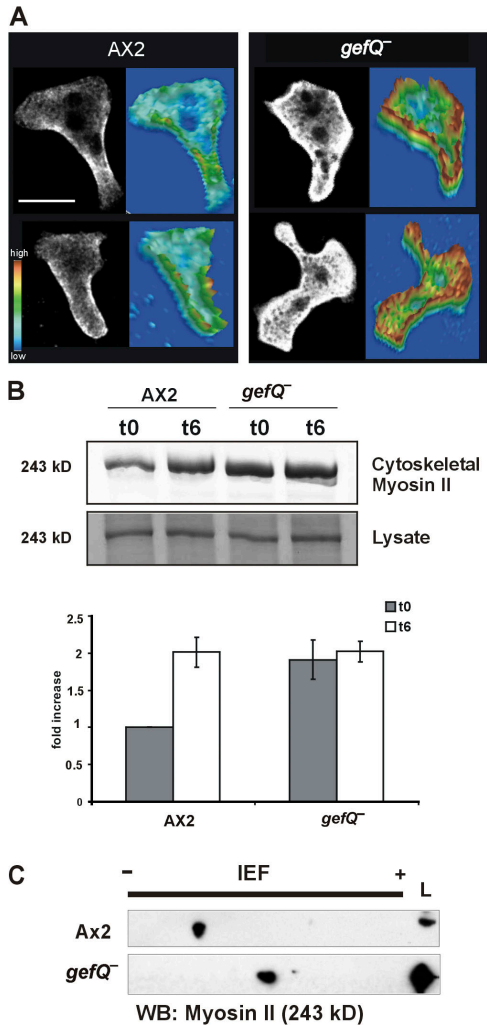 A
AX2
gefQ–
high
low
B
AX2 gefQ–
t0 t6 t0 t6
243 kD
Cytoskeletal
Myosin II
243 kD
Lysate
t0
t6
fold increase
2.5
2
1.5
1
0.5
0
AX2
gefQ–
C
– IEF + L
Ax2
gefQ–
WB: Myosin II (243 kD)